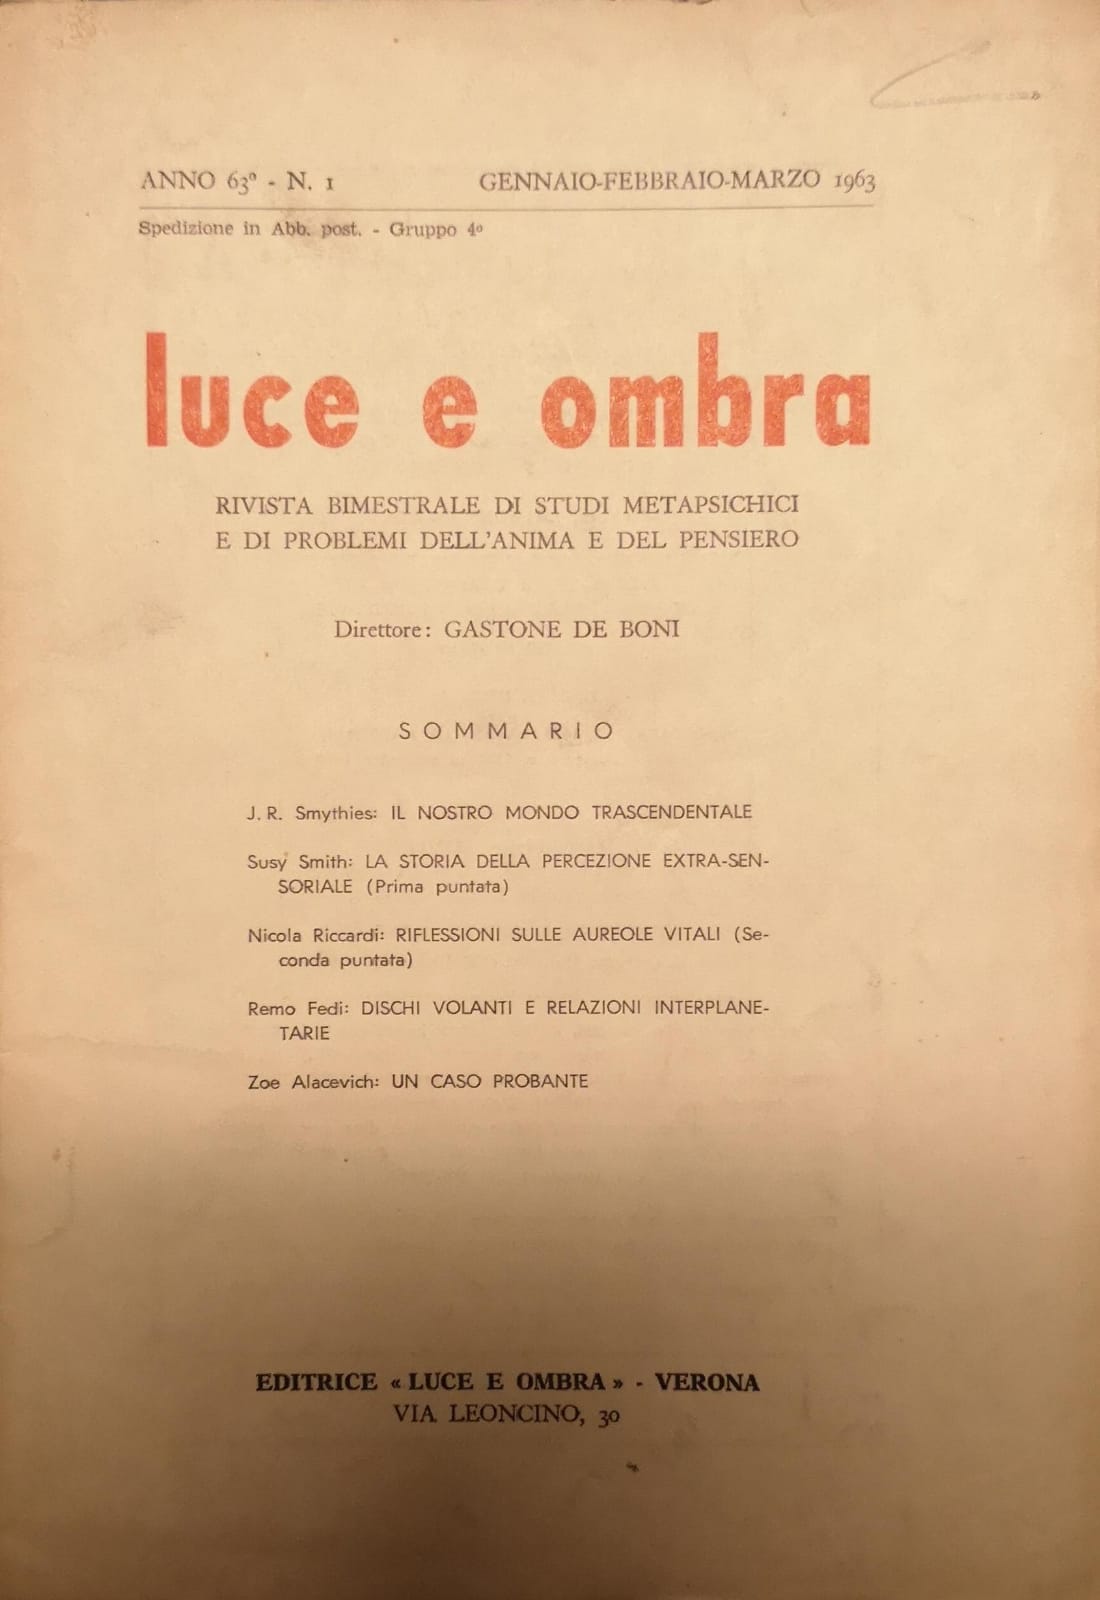 ANNO 63º - N. 1 GENNAIO-FEBBRAIO-MARZO 1963
Spedizione in Abb. post. - Gruppo 4º
luce e ombra
RIVISTA BIMESTRALE DI STUDI METAPSICHICI
E DI PROBLEMI DELL'ANIMA E DEL PENSIERO
Direttore: GASTONE DE BONI
SOMMARIO
J. R. Smythies: IL NOSTRO MONDO TRASCENDENTALE
Susy Smith: LA STORIA DELLA PERCEZIONE EXTRA-SEN-
SORIALE (Prima puntata)
Nicola Riccardi: RIFLESSIONI SULLE AUREOLE VITALI (Se-
conda puntata)
Remo Fedi: DISCHI VOLANTI E RELAZIONI INTERPLANE-
TARIE
Zoe Alacevich: UN CASO PROBANTE
EDITRICE « LUCE E OMBRA » - VERONA
VIA LEONCINO, 30